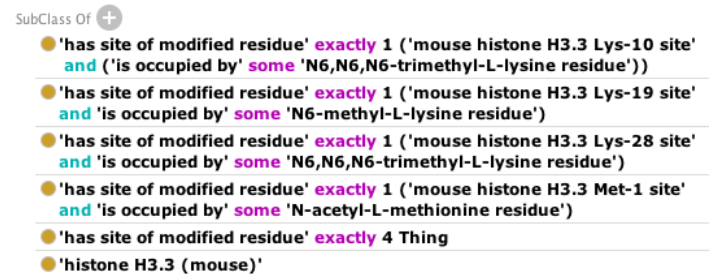 SubClass Of
'has site of modified residue' exactly 1 ('mouse histone H3.3 Lys-10 site'
and ('is occupied by' some 'N6,N6,N6-trimethyl-L-lysine residue'))
'has site of modified residue' exactly 1 ('mouse histone H3.3 Lys-19 site'
and 'is occupied by' some 'N6-methyl-L-lysine residue')
'has site of modified residue' exactly 1 ('mouse histone H3.3 Lys-28 site'
and 'is occupied by' some 'N6,N6,N6-trimethyl-L-lysine residue')
'has site of modified residue' exactly 1 ('mouse histone H3.3 Met-1 site'
and 'is occupied by' some 'N-acetyl-L-methionine residue')
'has site of modified residue' exactly 4 Thing
'histone H3.3 (mouse)'